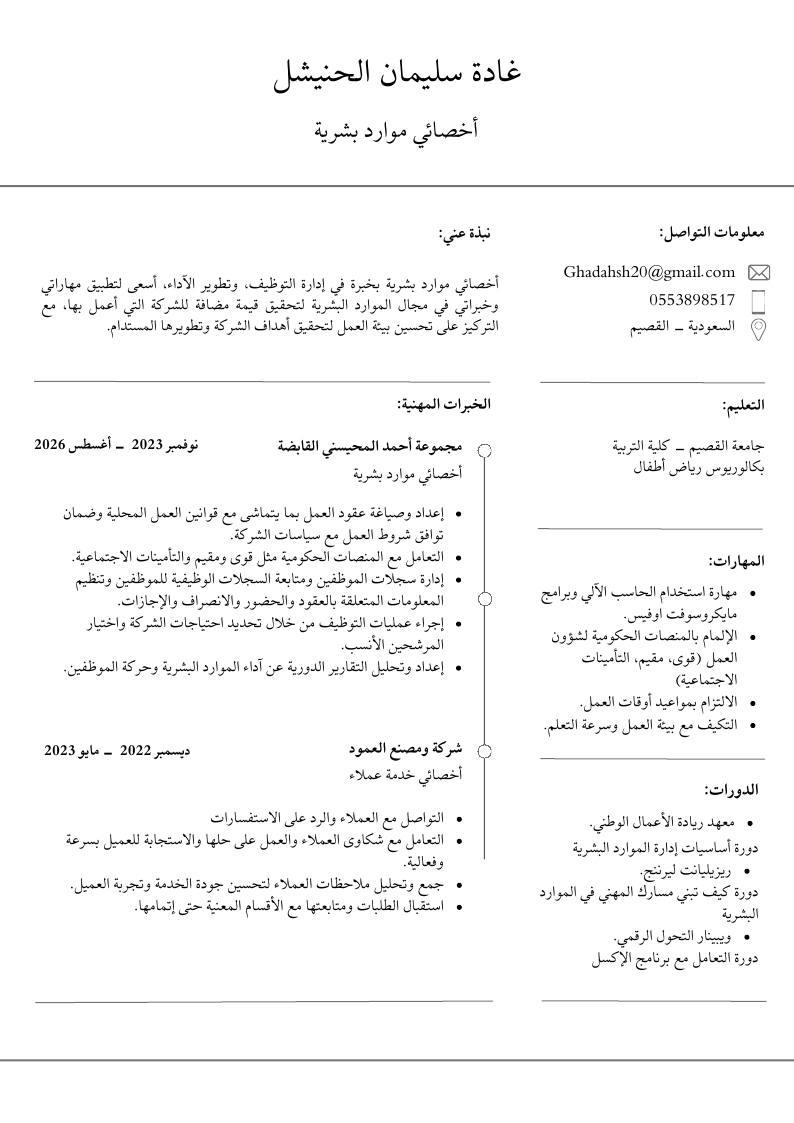 غادة سليمان الحنيشل
أخصائي موارد بشرية
معلومات التواصل:
Ghadahsh20@gmail.com
0553898517
السعودية – القصيم
التعليم:
جامعة القصيم – كلية التربية
بكالوريوس رياض أطفال
المهارات:
• مهارة استخدام الحاسب الآلي وبرامج
مايكروسوفت اوفيس.
• الإلمام بالمنصات الحكومية لشؤون
العمل (قوى، مقيم، التأمينات
الاجتماعية)
• الالتزام بمواعيد أوقات العمل.
• التكيف مع بيئة العمل وسرعة التعلم.
الدورات:
• معهد ريادة الأعمال الوطني.
دورة أساسيات إدارة الموارد البشرية
• ريزيليانت ليرننج.
دورة كيف تبني مسارك المهني في الموارد
البشرية
• ويبينار التحول الرقمي.
دورة التعامل مع برنامج الإكسل
نبذة عني:
أخصائي موارد بشرية بخبرة في إدارة التوظيف، وتطوير الآداء، أسعى لتطبيق مهاراتي
وخبراتي في مجال الموارد البشرية لتحقيق قيمة مضافة للشركة التي أعمل بها، مع
التركيز على تحسين بيئة العمل لتحقيق أهداف الشركة وتطويرها المستدام.
الخبرات المهنية:
مجموعة أحمد المحيسني القابضة نوفمبر 2023 – أغسطس 2026
أخصائي موارد بشرية
• إعداد وصياغة عقود العمل بما يتماشى مع قوانين العمل المحلية وضمان
توافق شروط العمل مع سياسات الشركة.
• التعامل مع المنصات الحكومية مثل قوى ومقيم والتأمينات الاجتماعية.
• إدارة سجلات الموظفين ومتابعة السجلات الوظيفية للموظفين وتنظيم
المعلومات المتعلقة بالعقود والحضور والانصراف والإجازات.
• إجراء عمليات التوظيف من خلال تحديد احتياجات الشركة واختيار
المرشحين الأنسب.
• إعداد وتحليل التقارير الدورية عن آداء الموارد البشرية وحركة الموظفين.
شركة ومصنع العمود ديسمبر 2022 – مايو 2023
أخصائي خدمة عملاء
• التواصل مع العملاء والرد على الاستفسارات
• التعامل مع شكاوى العملاء والعمل على حلها والاستجابة للعميل بسرعة
وفعالية.
• جمع وتحليل ملاحظات العملاء لتحسين جودة الخدمة وتجربة العميل.
• استقبال الطلبات ومتابعتها مع الأقسام المعنية حتى إتمامها.